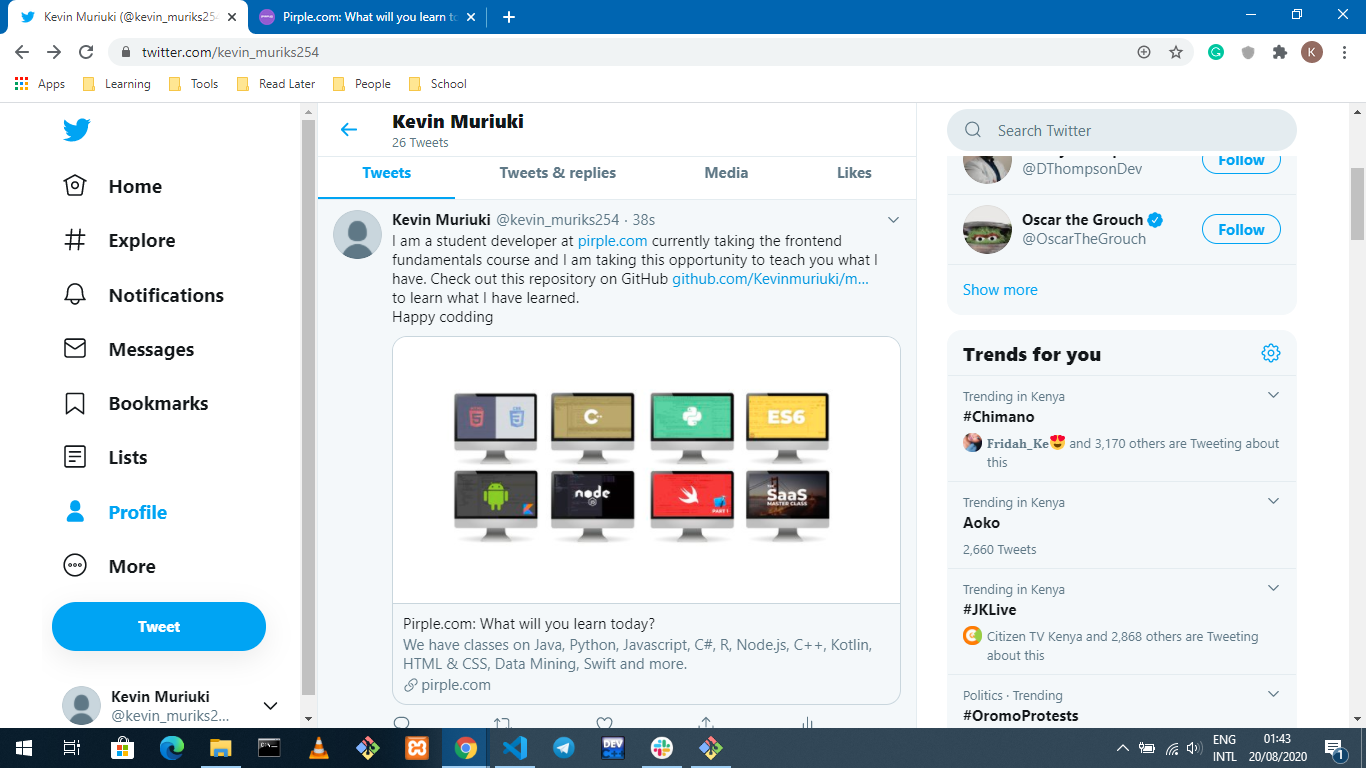 Kevin Muriuki (@kevin_muriks254
Pirple.com: What will you learn to
twitter.com/kevin_muriks254
K
Apps
Learning
Tools
Read Later
People
School
Home
Explore
Notifications
Messages
Bookmarks
Lists
Profile
More
Tweet
Kevin Muriuki
@kevin_muriks2...
Kevin Muriuki
26 Tweets
Tweets
Tweets & replies
Media
Likes
Kevin Muriuki @kevin_muriks254 · 38s
I am a student developer at pirple.com currently taking the frontend
fundamentals course and I am taking this opportunity to teach you what I
have. Check out this repository on GitHub github.com/Kevinmuriuki/m...
to learn what I have learned.
Happy codding
ES6
node
JS
PART 1
SaaS
MASTER CLASS
Pirple.com: What will you learn today?
We have classes on Java, Python, Javascript, C#, R, Node.js, C++, Kotlin,
HTML & CSS, Data Mining, Swift and more.
pirple.com
Search Twitter
@DThompsonDev
Follow
Oscar the Grouch
@OscarTheGrouch
Follow
Show more
Trends for you
Trending in Kenya
#Chimano
Fridah_Ke😍 and 3,170 others are Tweeting about
this
Trending in Kenya
Aoko
2,660 Tweets
Trending in Kenya
#JKLive
Citizen TV Kenya and 2,868 others are Tweeting
about this
Politics · Trending
#OromoProtests
DEV
ENG
INTL
01:43
20/08/2020
1